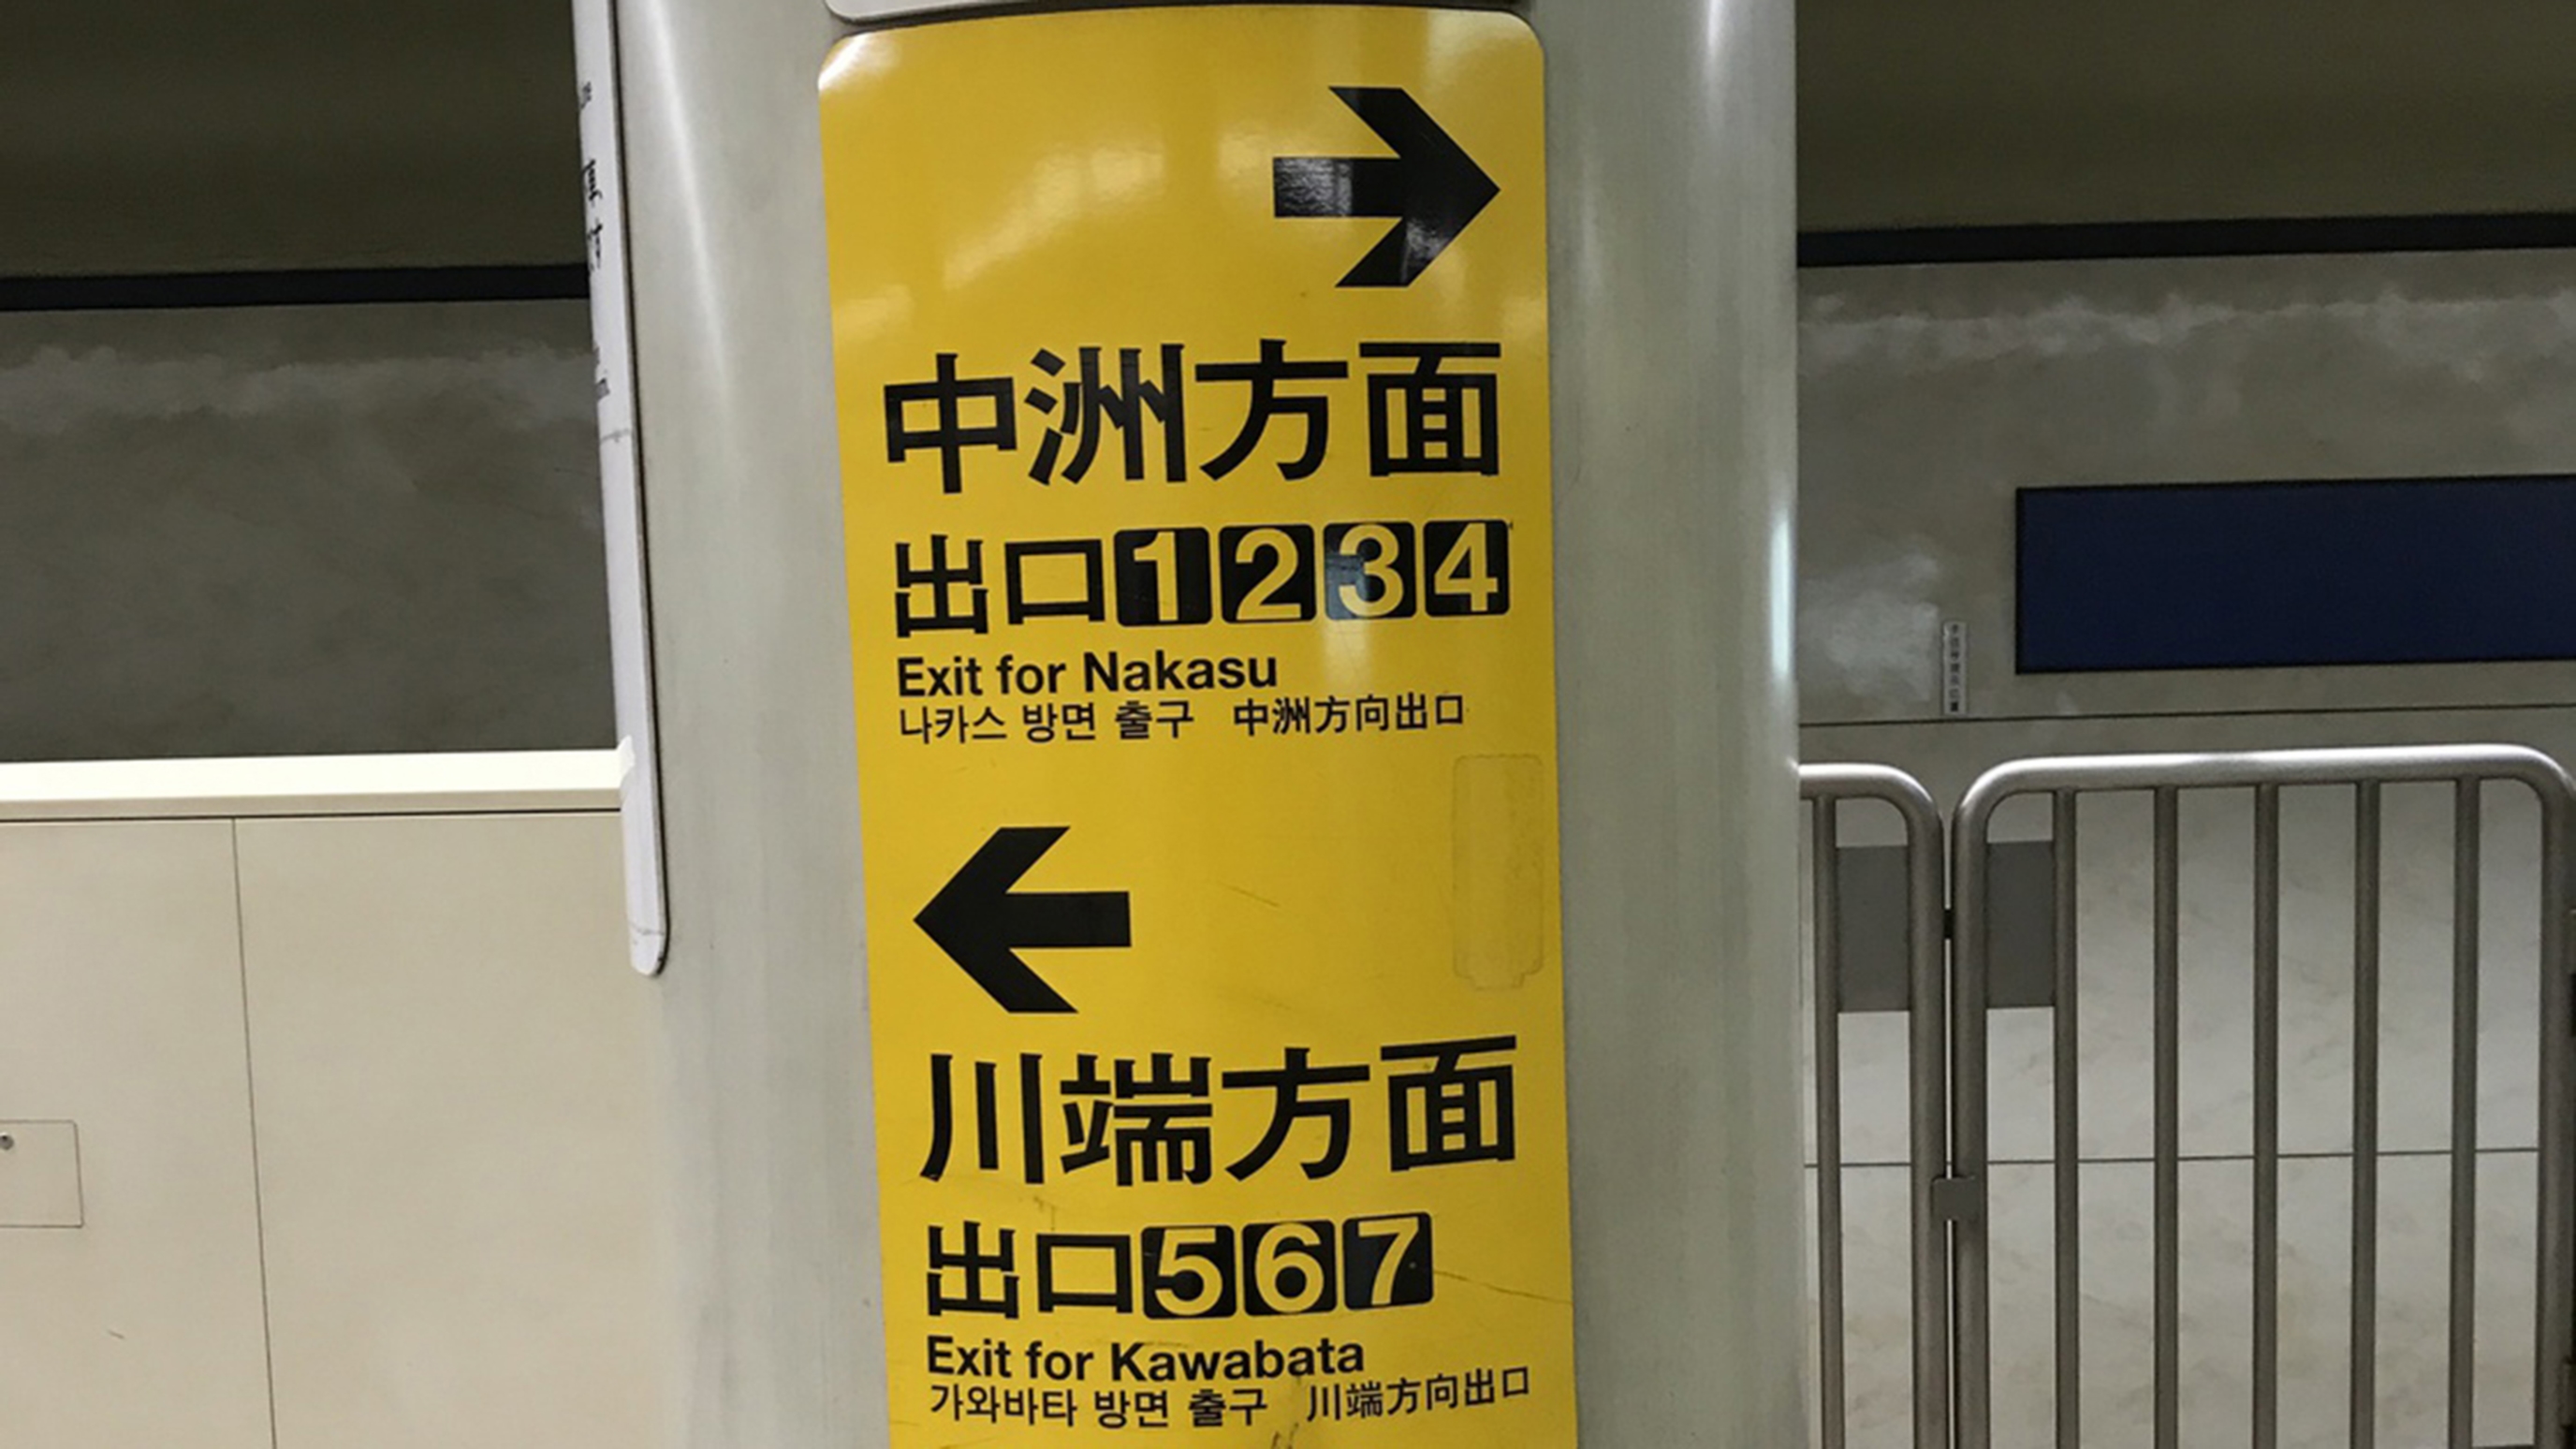 中洲方面
出口1234
Exit for Nakasu
나카스 방면 출구 中洲方向出口
川端方面
出口567
Exit for Kawabata
가와바타 방면 출구 川端方向出口